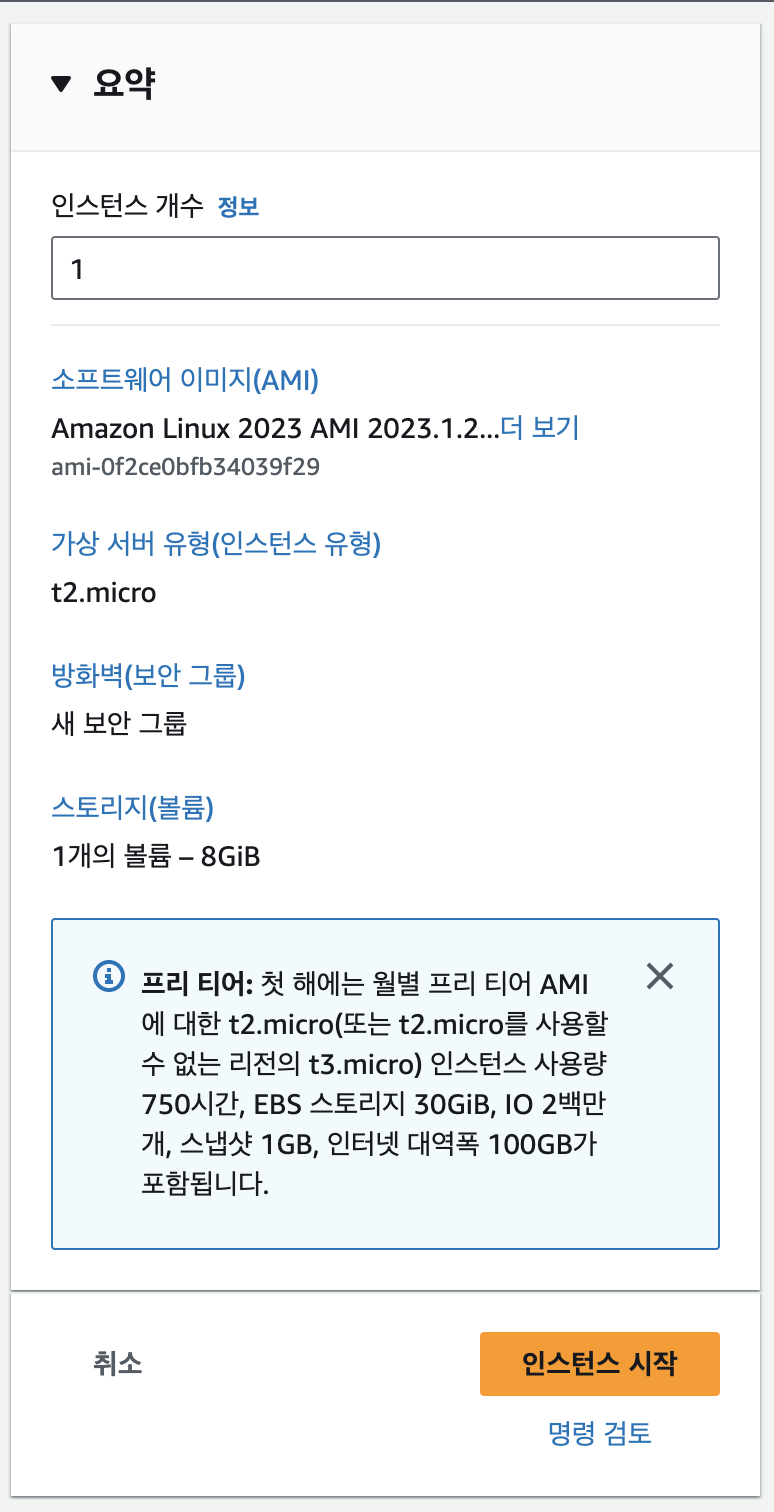 요약
인스턴스 개수 정보
1
소프트웨어 이미지(AMI)
Amazon Linux 2023 AMI 2023.1.2...더 보기
ami-0f2ce0bfb34039f29
가상 서버 유형(인스턴스 유형)
t2.micro
방화벽(보안 그룹)
새 보안 그룹
스토리지(볼륨)
1개의 볼륨 – 8GiB
프리 티어: 첫 해에는 월별 프리 티어 AMI
에 대한 t2.micro(또는 t2.micro를 사용할
수 없는 리전의 t3.micro) 인스턴스 사용량
750시간, EBS 스토리지 30GiB, IO 2백만
개, 스냅샷 1GB, 인터넷 대역폭 100GB가
포함됩니다.
취소
인스턴스 시작
명령 검토